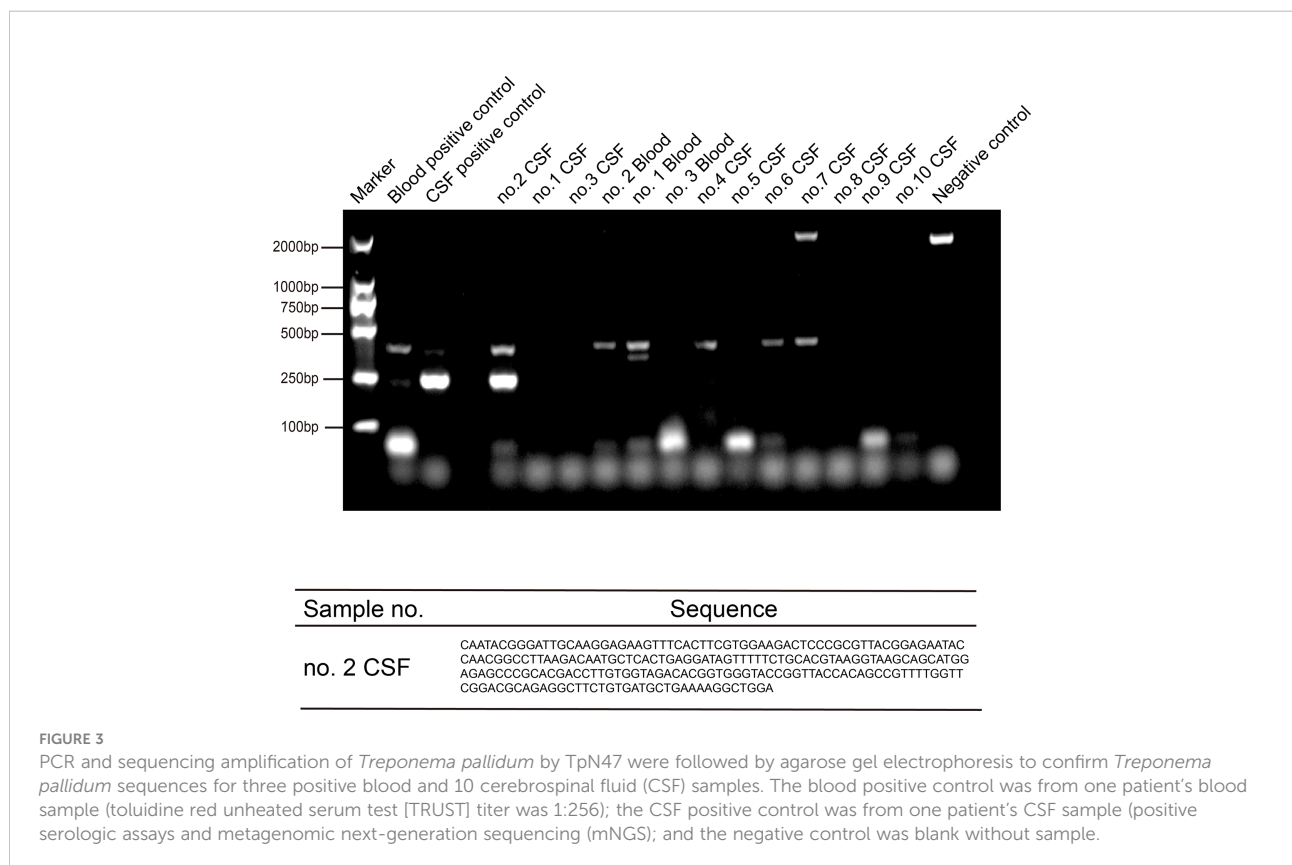 Marker
Blood positive control
CSF positive control
no.2 CSF
no.1 CSF
no.3 CSF
no. 2 Blood
no. 1 Blood
no. 3 Blood
no.4 CSF
no.5 CSF
no.6 CSF
no.7 CSF
no.8 CSF
no.9 CSF
no.10 CSF
Negative control
2000bp
1000bp
750bp
500bp
250bp
100bp
Sample no. Sequence
no. 2 CSF
CAATACGGGATTGCAAGGAGAAGTTTCACTTCGTGGAAGACTCCCGCGTTACGGAGAATAC
CAACGGCCTTAAGACAATGCTCACTGAGGATAGTTTTTCTGCACGTAAGGTAAGCAGCATGG
AGAGCCCGCACGACCTTGTGGTAGACACGGTGGGTACCGGTTACCACAGCCGTTTTGGTT
CGGACGCAGAGGCTTCTGTGATGCTGAAAAGGCTGGA
FIGURE 3
PCR and sequencing amplification of Treponema pallidum by TpN47 were followed by agarose gel electrophoresis to confirm Treponema
pallidum sequences for three positive blood and 10 cerebrospinal fluid (CSF) samples. The blood positive control was from one patient's blood
sample (toluidine red unheated serum test [TRUST] titer was 1:256); the CSF positive control was from one patient's CSF sample (positive
serologic assays and metagenomic next-generation sequencing (mNGS); and the negative control was blank without sample.